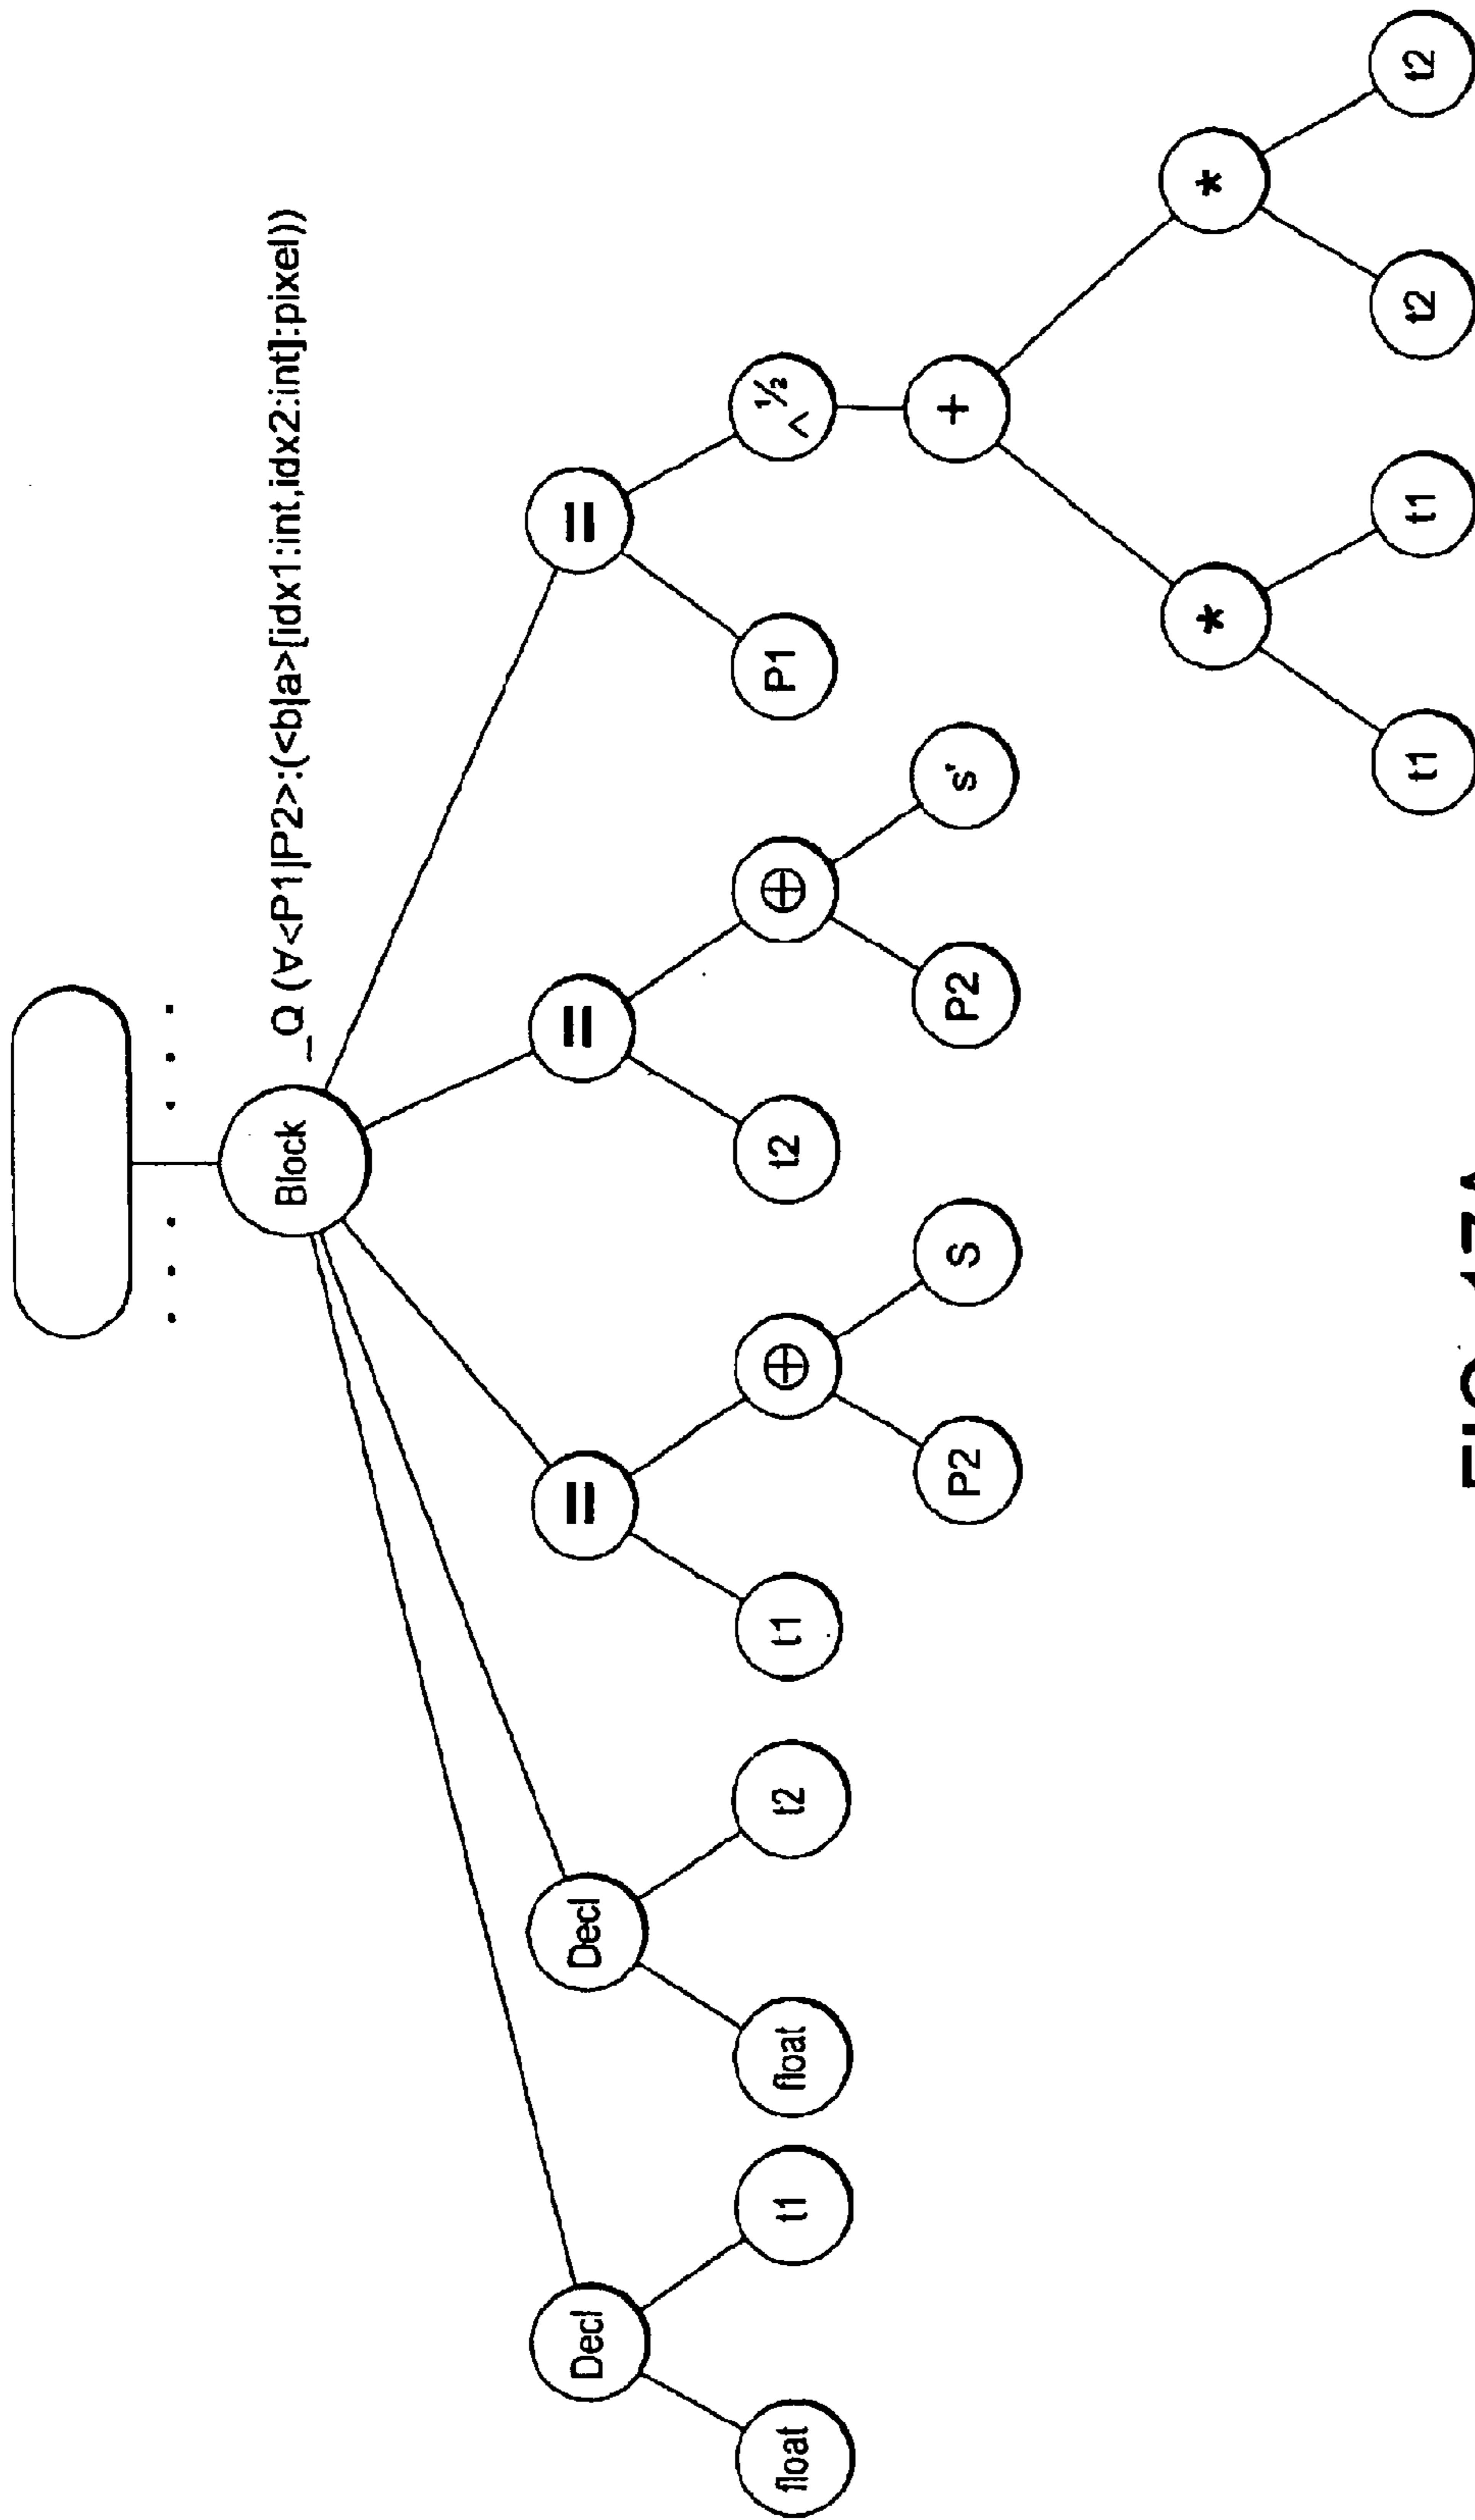 Block _Q (∀<P1|P2>:(<b|a>[idx1:int,idx2:int]:pixel))
Decl Decl = = =
float t1 float t2 t1 ⊕ t2 ⊕ P1 ^ 1/2
P2 S P2 s' +
* *
t1 t1 t2 t2